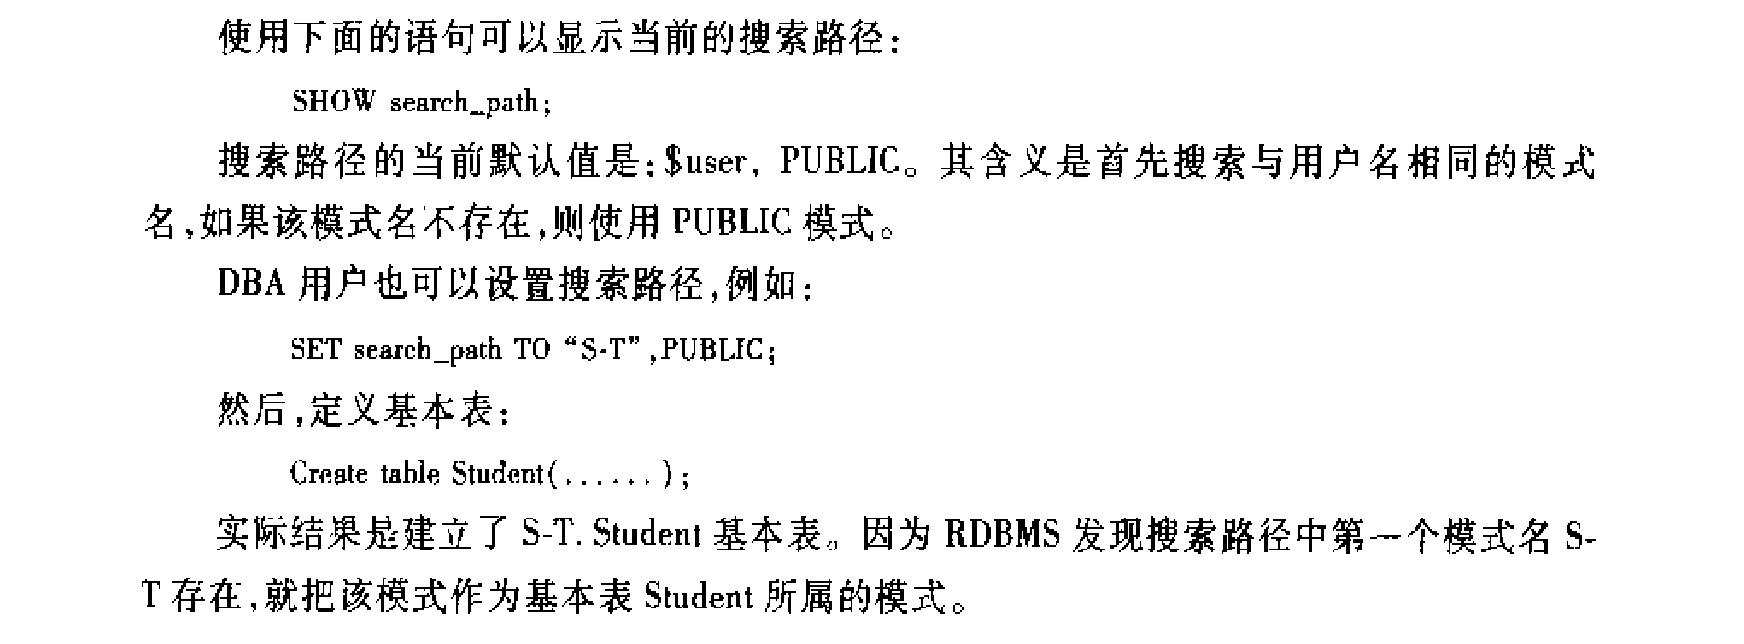 使用下面的语句可以显示当前的搜索路径:
SHOW search_path;
搜索路径的当前默认值是:$user, PUBLIC。其含义是首先搜索与用户名相同的模式
名,如果该模式名不存在,则使用 PUBLIC 模式。
DBA 用户也可以设置搜索路径,例如:
SET search_path TO “S-T”,PUBLIC;
然后,定义基本表:
Create table Student(......);
实际结果是建立了 S-T. Student 基本表。因为 RDBMS 发现搜索路径中第一个模式名 S-
T 存在,就把该模式作为基本表 Student 所属的模式。